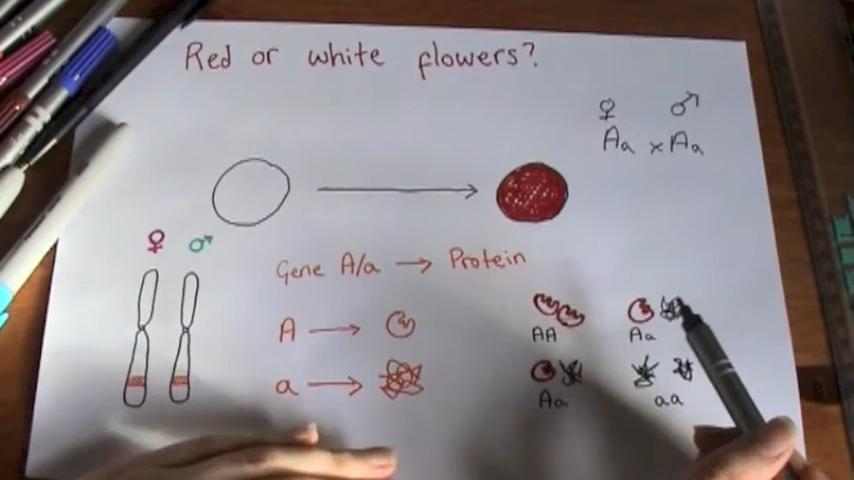 Red or white flowers?
♀ ♂
Aa x Aa
♀ ♂
Gene A/a → Protein
A →
a →
AA Aa
Aa aa